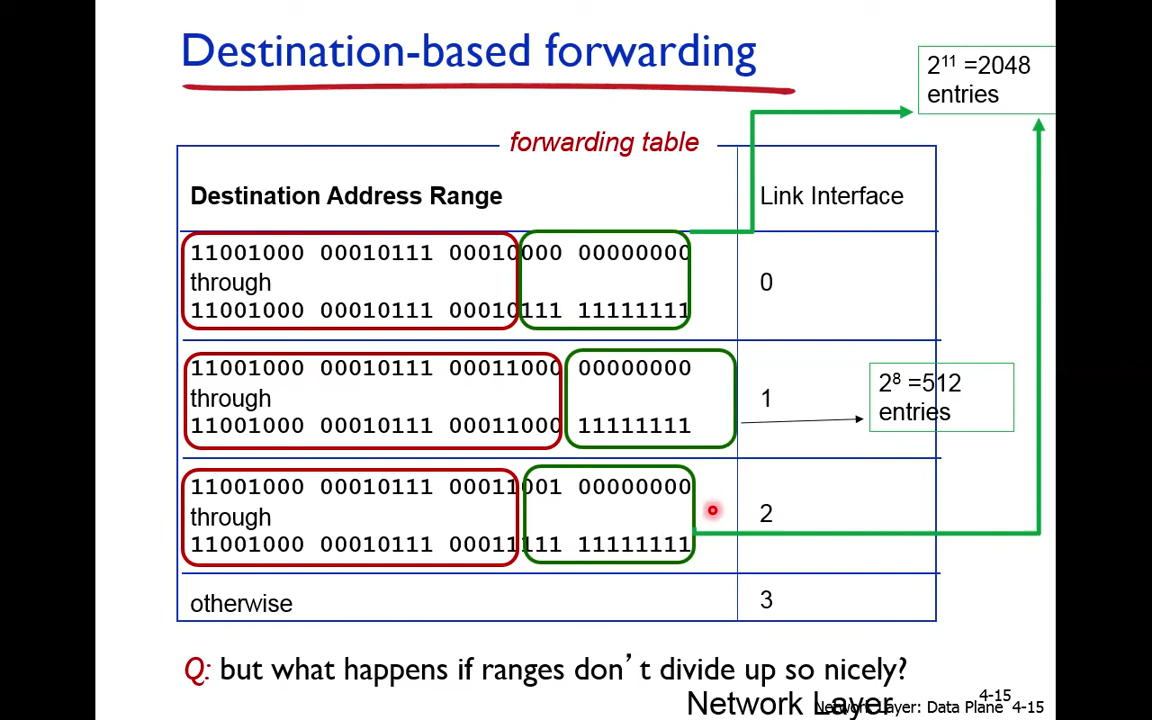 Destination-based forwarding
2¹¹ =2048
entries
forwarding table
Destination Address Range
Link Interface
11001000 00010111 00010000 00000000
through
11001000 00010111 00010111 11111111
0
11001000 00010111 00011000 00000000
through
11001000 00010111 00011000 11111111
1
2⁸ =512
entries
11001000 00010111 00011001 00000000
through
11001000 00010111 00011111 11111111
2
otherwise
3
Q: but what happens if ranges don't divide up so nicely?
Network Layer
4-15
Network Layer: Data Plane 4-15